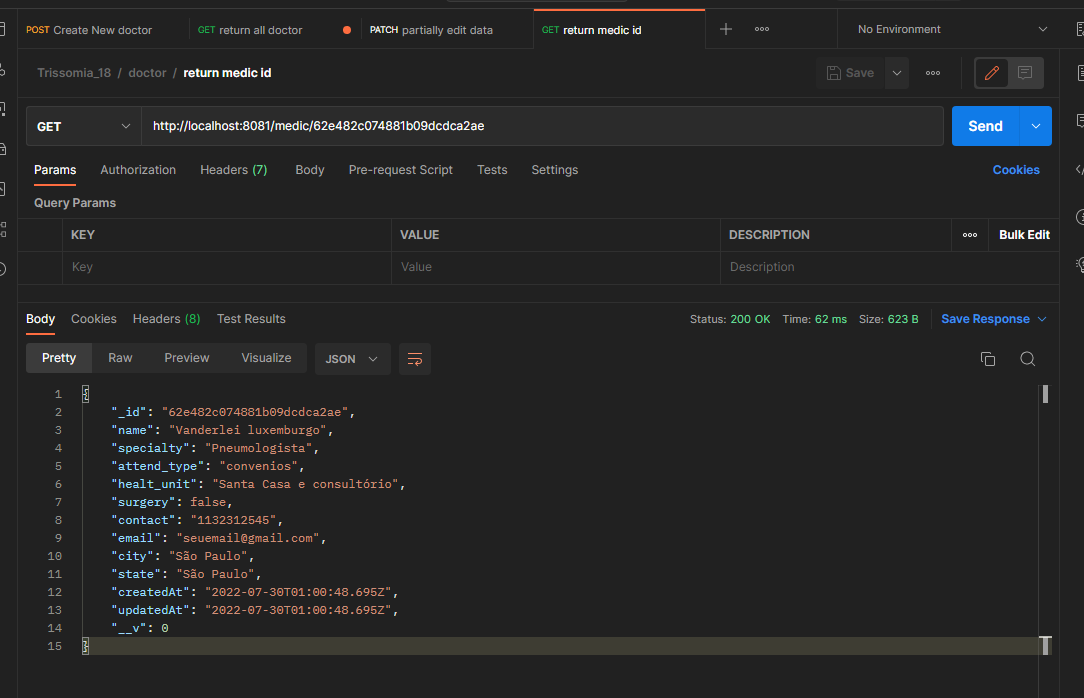 POST Create New doctor GET return all doctor PATCH partially edit data GET return medic id No Environment
Trissomia_18 / doctor / return medic id Save
GET http://localhost:8081/medic/62e482c074881b09dcdca2ae Send
Params Authorization Headers (7) Body Pre-request Script Tests Settings Cookies
Query Params
KEY VALUE DESCRIPTION Bulk Edit
Key Value Description
Body Cookies Headers (8) Test Results Status: 200 OK Time: 62 ms Size: 623 B Save Response
Pretty Raw Preview Visualize JSON
1 {
2 "_id": "62e482c074881b09dcdca2ae",
3 "name": "Vanderlei luxemburgo",
4 "specialty": "Pneumologista",
5 "attend_type": "convenios",
6 "healt_unit": "Santa Casa e consultório",
7 "surgery": false,
8 "contact": "1132312545",
9 "email": "seuemail@gmail.com",
10 "city": "São Paulo",
11 "state": "São Paulo",
12 "createdAt": "2022-07-30T01:00:48.695Z",
13 "updatedAt": "2022-07-30T01:00:48.695Z",
14 "__v": 0
15 }